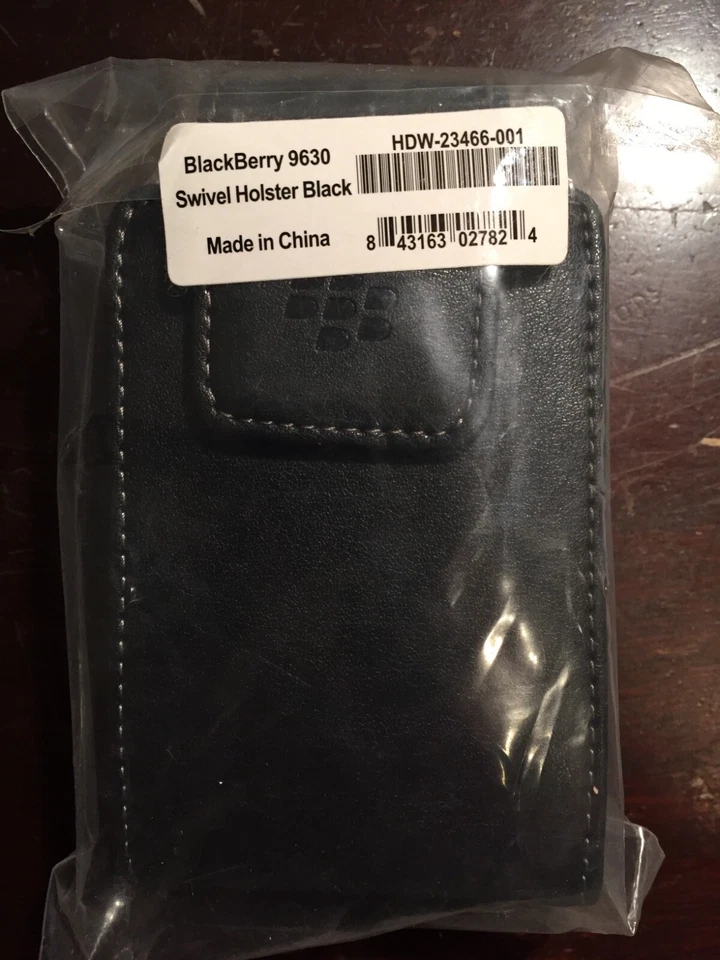 BlackBerry 9630
Swivel Holster Black
Made in China
HDW-23466-001
8 43163 02782 4